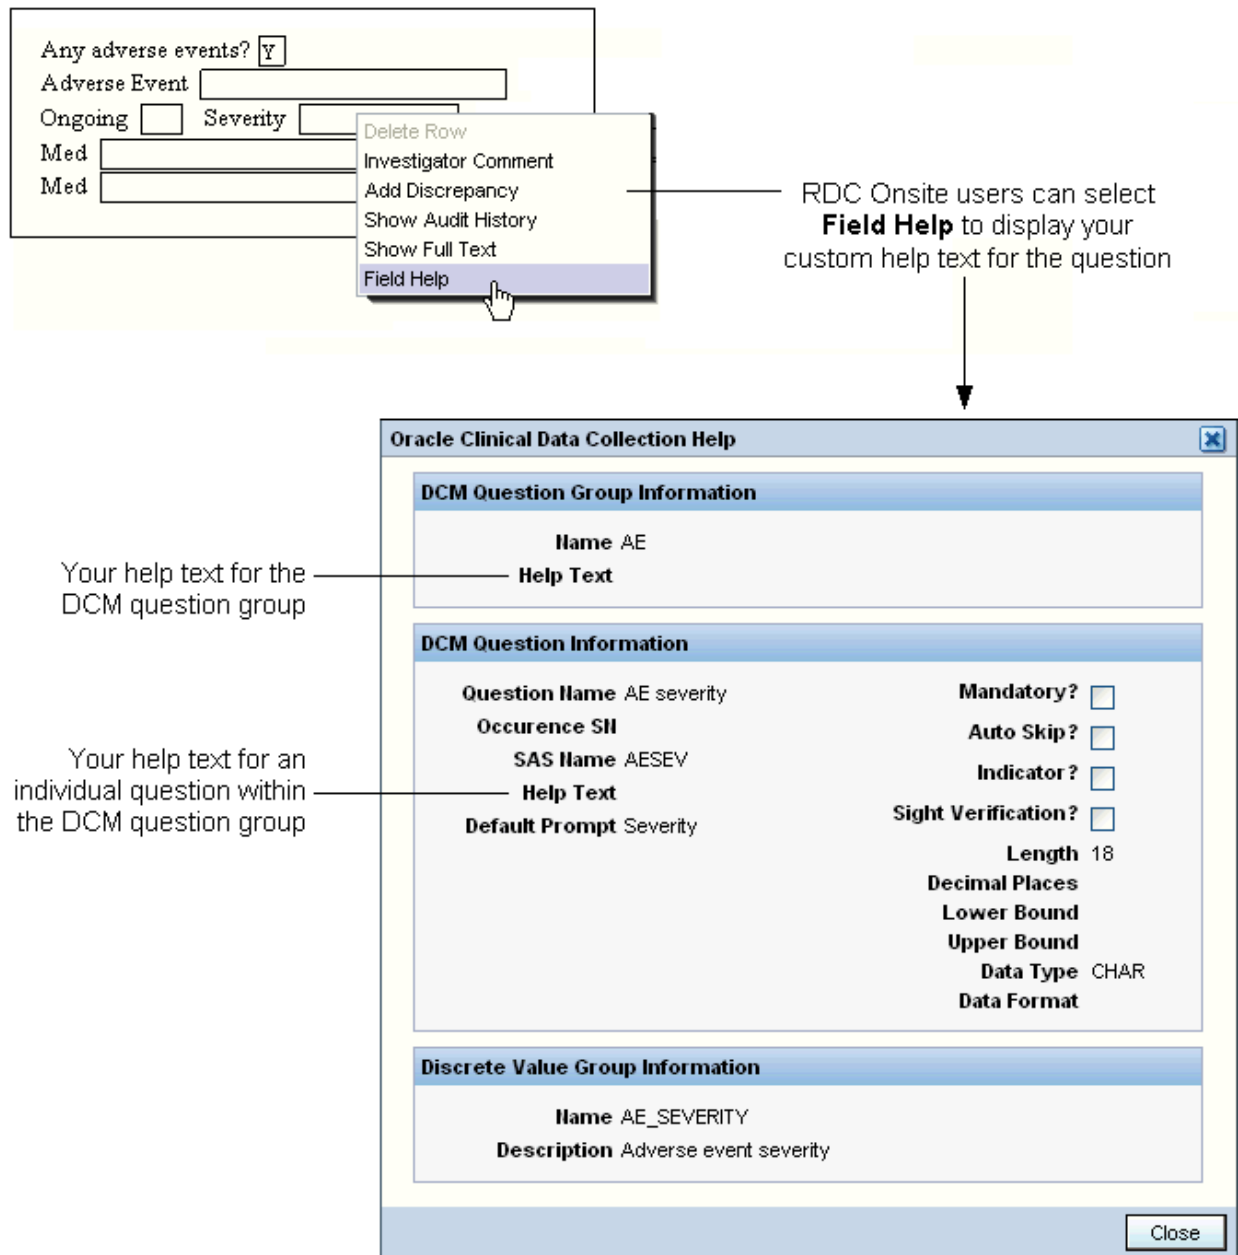 Any adverse events? Y
Adverse Event
Ongoing Severity
Med
Med
Delete Row
Investigator Comment
Add Discrepancy
Show Audit History
Show Full Text
Field Help
RDC Onsite users can select
Field Help to display your
custom help text for the question
Oracle Clinical Data Collection Help
DCM Question Group Information
Name AE
Help Text
Your help text for the
DCM question group
DCM Question Information
Question Name AE severity
Occurence SN
SAS Name AESEV
Help Text
Default Prompt Severity
Your help text for an
individual question within
the DCM question group
Mandatory?
Auto Skip?
Indicator?
Sight Verification?
Length 18
Decimal Places
Lower Bound
Upper Bound
Data Type CHAR
Data Format
Discrete Value Group Information
Name AE_SEVERITY
Description Adverse event severity
Close